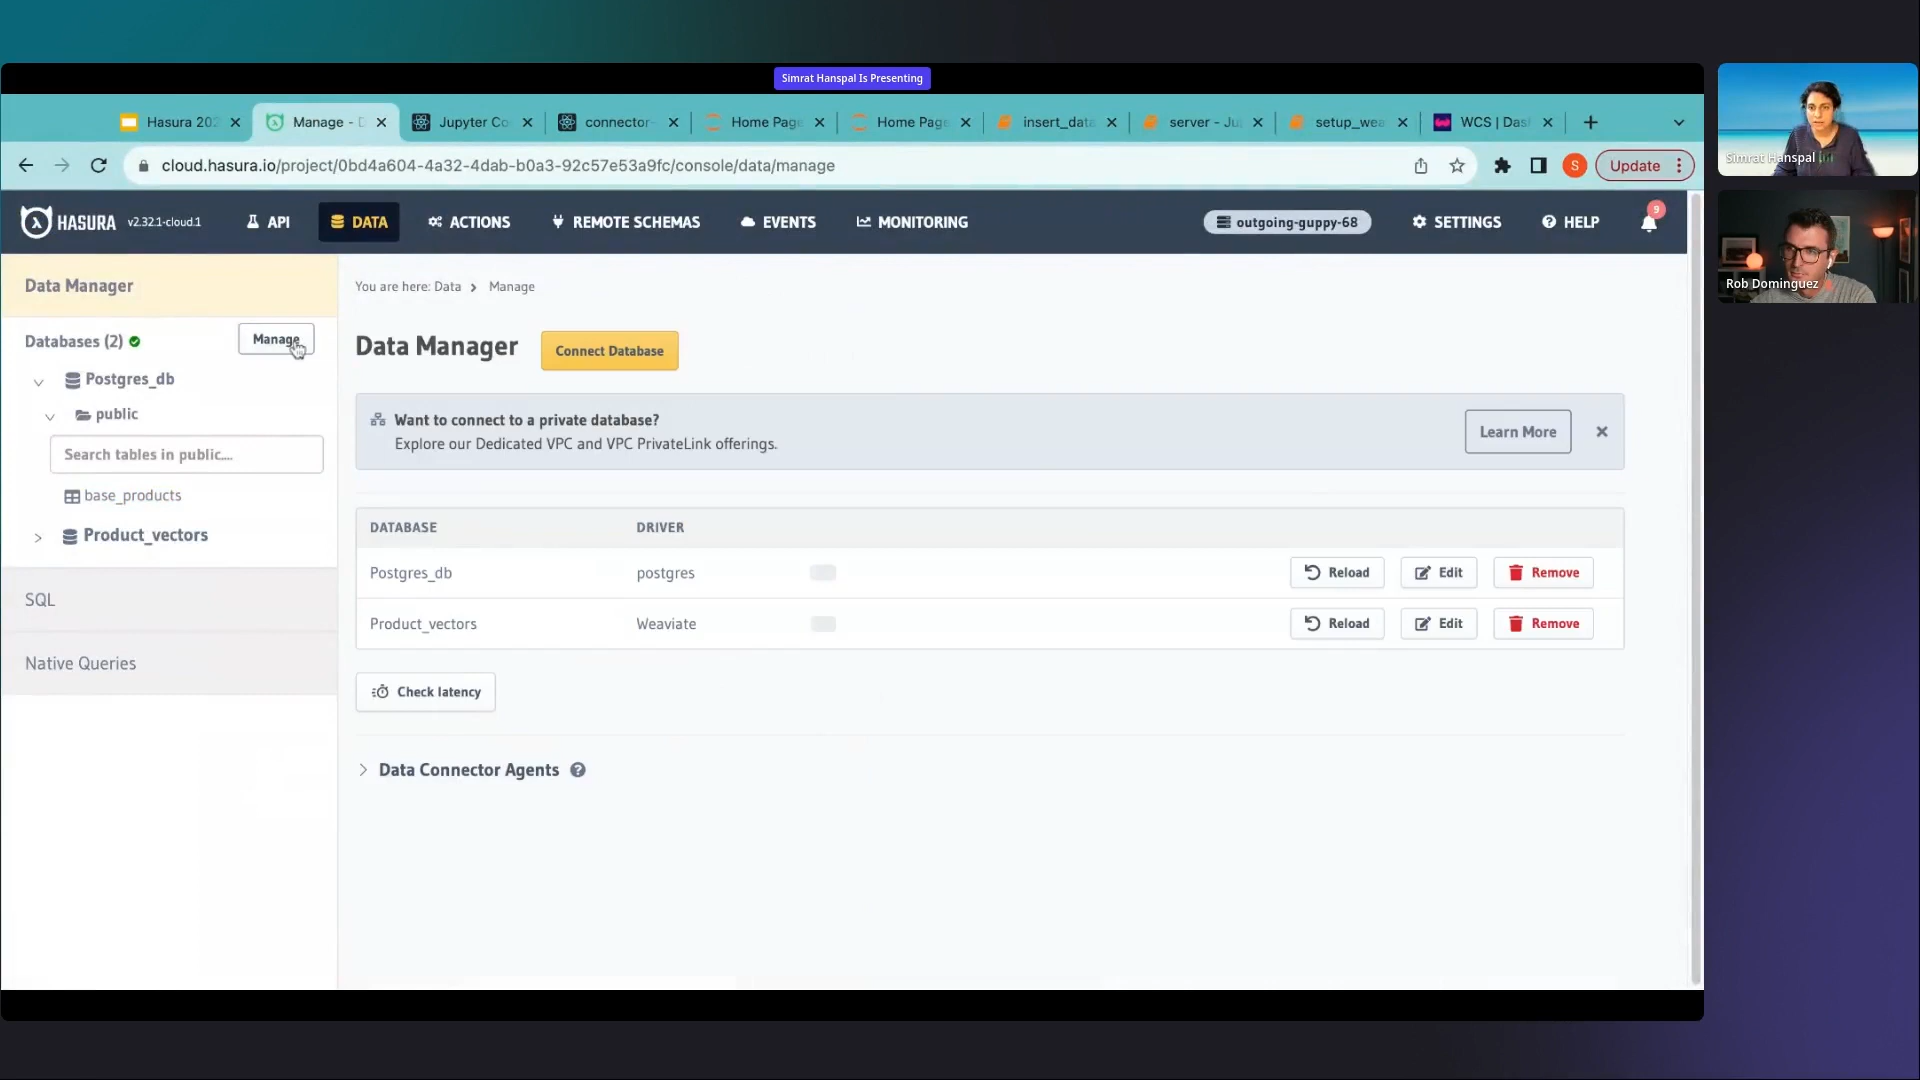 Simrat Hanspal Is Presenting
Hasura 202
Manage - D
Jupyter Co
connector-
Home Page
Home Page
insert_data
server - Ju
setup_wea
WCS | Das
cloud.hasura.io/project/0bd4a604-4a32-4dab-b0a3-92c57e53a9fc/console/data/manage
S
Update
HASURA
v2.32.1-cloud.1
API
DATA
ACTIONS
REMOTE SCHEMAS
EVENTS
MONITORING
outgoing-guppy-68
SETTINGS
HELP
9
Data Manager
Databases (2)
Manage
Postgres_db
public
Search tables in public....
base_products
Product_vectors
SQL
Native Queries
You are here: Data > Manage
Data Manager
Connect Database
Want to connect to a private database?
Explore our Dedicated VPC and VPC PrivateLink offerings.
Learn More
DATABASE DRIVER
Postgres_db postgres Reload Edit Remove
Product_vectors Weaviate Reload Edit Remove
Check latency
Data Connector Agents
Simrat Hanspal
Rob Dominguez